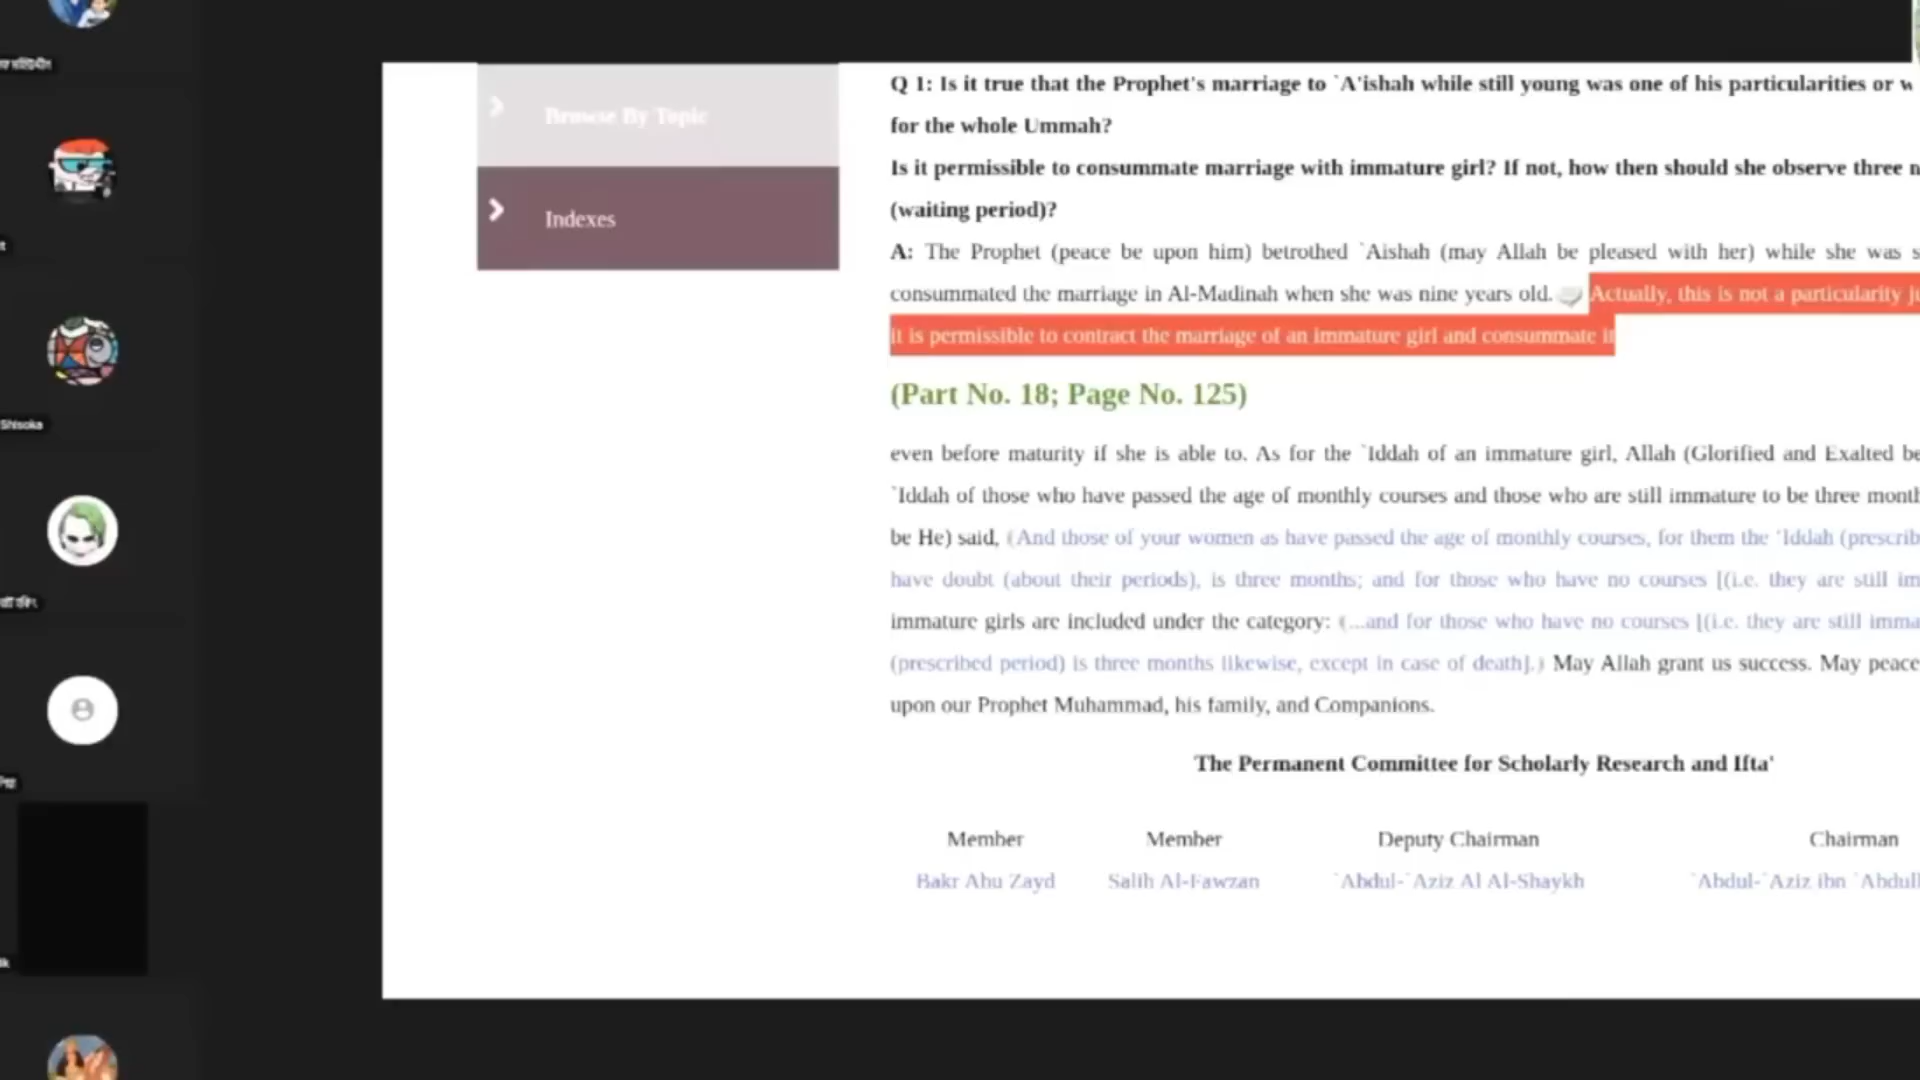 Browse By Topic
Indexes
Q 1: Is it true that the Prophet's marriage to `A'ishah while still young was one of his particularities or w
for the whole Ummah?
Is it permissible to consummate marriage with immature girl? If not, how then should she observe three
(waiting period)?
A: The Prophet (peace be upon him) betrothed `Aishah (may Allah be pleased with her) while she was
consummated the marriage in Al-Madinah when she was nine years old. Actually, this is not a particularity
it is permissible to contract the marriage of an immature girl and consummate it
(Part No. 18; Page No. 125)
even before maturity if she is able to. As for the `Iddah of an immature girl, Allah (Glorified and Exalted be
`Iddah of those who have passed the age of monthly courses and those who are still immature to be three month
be He) said, (And those of your women as have passed the age of monthly courses, for them the 'Iddah (prescrib
have doubt (about their periods), is three months; and for those who have no courses [(i.e. they are still im
immature girls are included under the category: (...and for those who have no courses [(i.e. they are still imma
(prescribed period) is three months likewise, except in case of death].) May Allah grant us success. May peace
upon our Prophet Muhammad, his family, and Companions.
The Permanent Committee for Scholarly Research and Ifta'
Member Member Deputy Chairman Chairman
Bakr Abu Zayd Salih Al-Fawzan `Abdul-`Aziz Al Al-Shaykh `Abdul-`Aziz ibn `Abdull
Shisoka